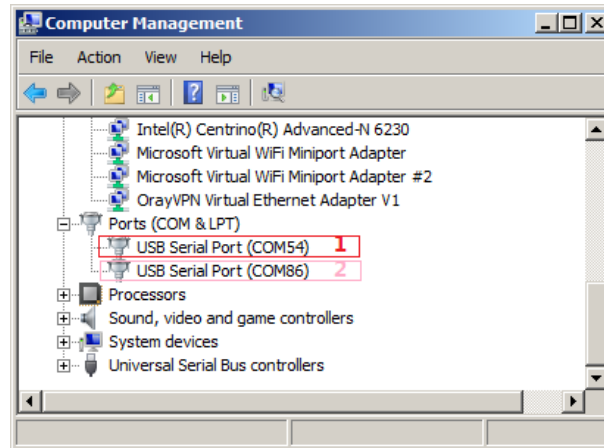 Computer Management
File Action View Help
Intel(R) Centrino(R) Advanced-N 6230
Microsoft Virtual WiFi Miniport Adapter
Microsoft Virtual WiFi Miniport Adapter #2
OrayVPN Virtual Ethernet Adapter V1
Ports (COM & LPT)
USB Serial Port (COM54) 1
USB Serial Port (COM86) 2
Processors
Sound, video and game controllers
System devices
Universal Serial Bus controllers